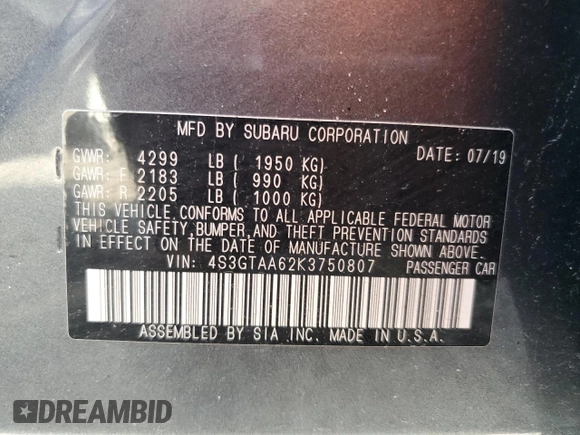 MFD BY SUBARU CORPORATION
GVWR: 4299 LB ( 1950 KG) DATE: 07/19
GAWR: F 2183 LB ( 990 KG)
GAWR: R 2205 LB ( 1000 KG)
THIS VEHICLE CONFORMS TO ALL APPLICABLE FEDERAL MOTOR
VEHICLE SAFETY, BUMPER, AND THEFT PREVENTION STANDARDS
IN EFFECT ON THE DATE OF MANUFACTURE SHOWN ABOVE.
VIN: 4S3GTAA62K3750807 PASSENGER CAR
ASSEMBLED BY SIA INC. MADE IN U.S.A.
DREAMBID